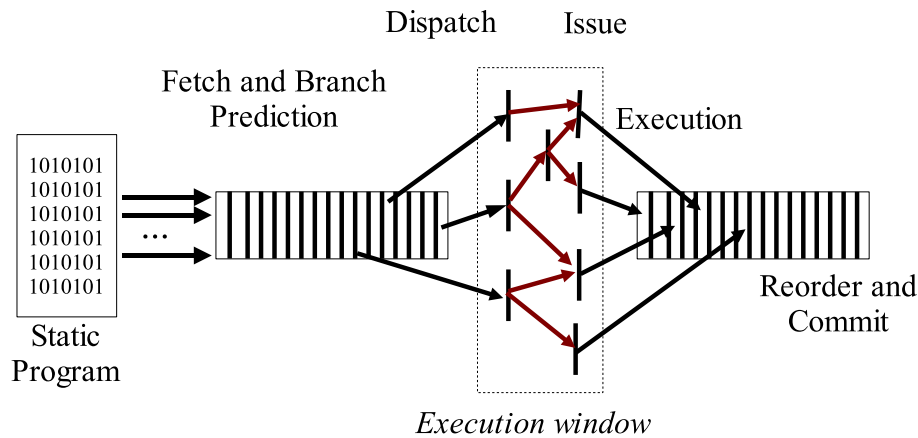 Dispatch
Issue
Fetch and Branch
Prediction
Execution
1010101
1010101
1010101
1010101
1010101
1010101
...
Static
Program
Reorder and
Commit
Execution window